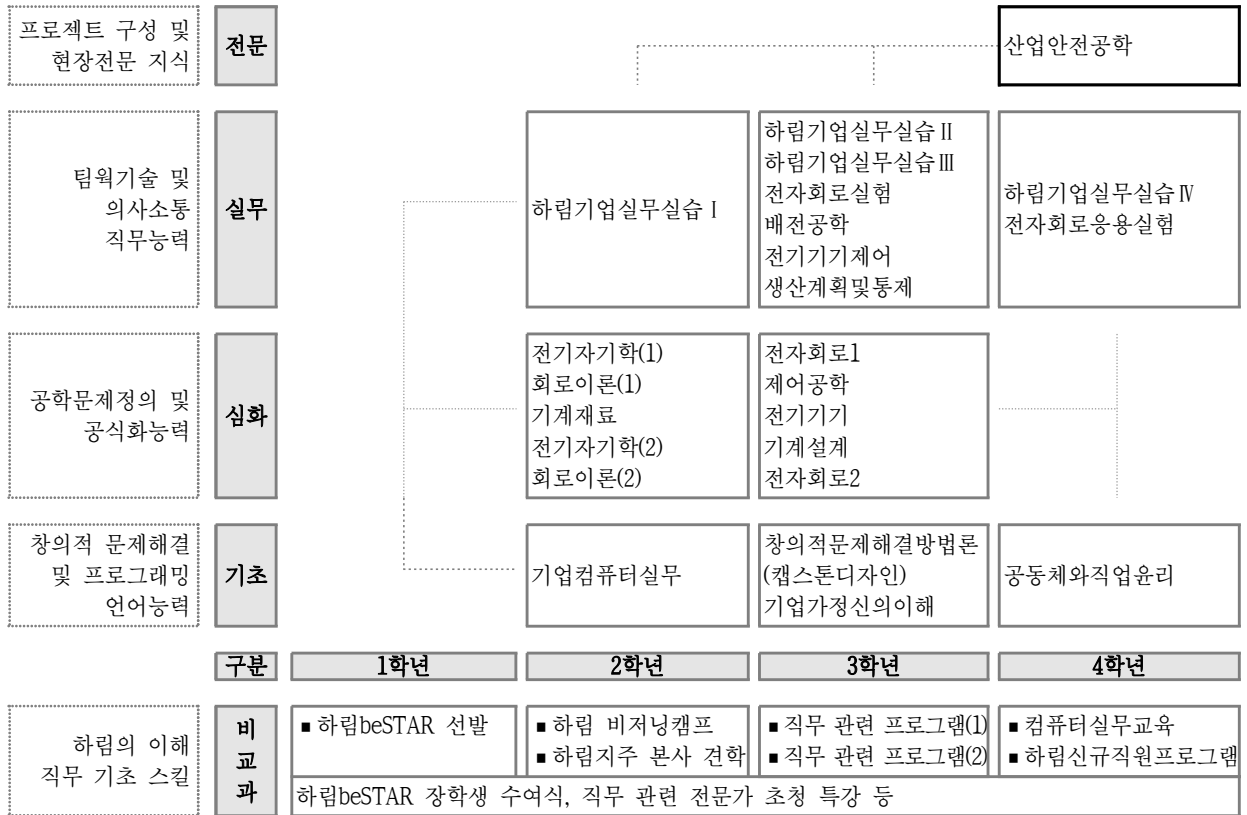 프로젝트 구성 및
현장전문 지식
전문
산업안전공학
팀웍기술 및
의사소통
직무능력
실무
하림기업실무실습Ⅰ
하림기업실무실습Ⅱ
하림기업실무실습Ⅲ
전자회로실험
배전공학
전기기기제어
생산계획및통제
하림기업실무실습Ⅳ
전자회로응용실험
공학문제정의 및
공식화능력
심화
전기자기학(1)
회로이론(1)
기계재료
전기자기학(2)
회로이론(2)
전자회로1
제어공학
전기기기
기계설계
전자회로2
창의적 문제해결
및 프로그래밍
언어능력
기초
기업컴퓨터실무
창의적문제해결방법론
(캡스톤디자인)
기업가정신의이해
공동체와직업윤리
구분
1학년
2학년
3학년
4학년
하림의 이해
직무 기초 스킬
비
교
과
▪하림beSTAR 선발
▪하림 비저닝캠프
▪하림지주 본사 견학
▪직무 관련 프로그램(1)
▪직무 관련 프로그램(2)
▪컴퓨터실무교육
▪하림신규직원프로그램
하림beSTAR 장학생 수여식, 직무 관련 전문가 초청 특강 등